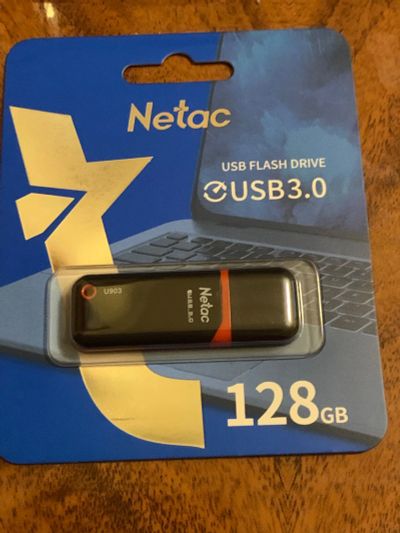 Netac
USB FLASH DRIVE
USB3.0
U903
Netac
USB 3.0
128GB